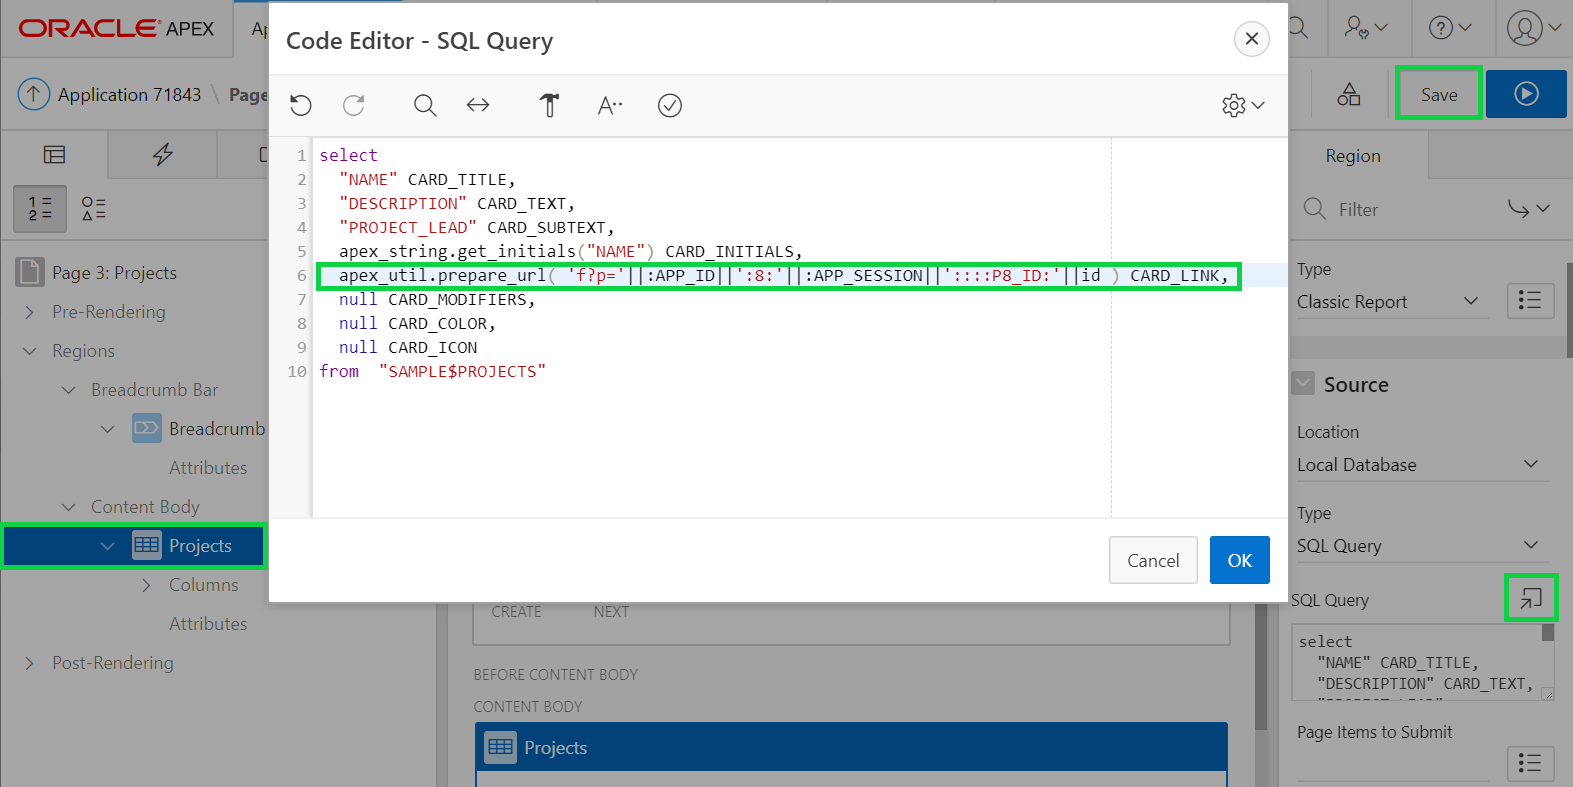 ORACLE APEX
Ap
Application 71843 \ Page
Page 3: Projects
Pre-Rendering
Regions
Breadcrumb Bar
Breadcrumb
Attributes
Content Body
Projects
Columns
Attributes
Post-Rendering
Code Editor - SQL Query
1 select
2 "NAME" CARD_TITLE,
3 "DESCRIPTION" CARD_TEXT,
4 "PROJECT_LEAD" CARD_SUBTEXT,
5 apex_string.get_initials("NAME") CARD_INITIALS,
6 apex_util.prepare_url( 'f?p='||:APP_ID||':8:'||:APP_SESSION||'::::P8_ID:'||id ) CARD_LINK,
7 null CARD_MODIFIERS,
8 null CARD_COLOR,
9 null CARD_ICON
10 from "SAMPLE$PROJECTS"
Cancel
OK
CREATE NEXT
BEFORE CONTENT BODY
CONTENT BODY
Projects
Save
Region
Filter
Type
Classic Report
Source
Location
Local Database
Type
SQL Query
SQL Query
select
"NAME" CARD_TITLE,
"DESCRIPTION" CARD_TEXT,
Page Items to Submit